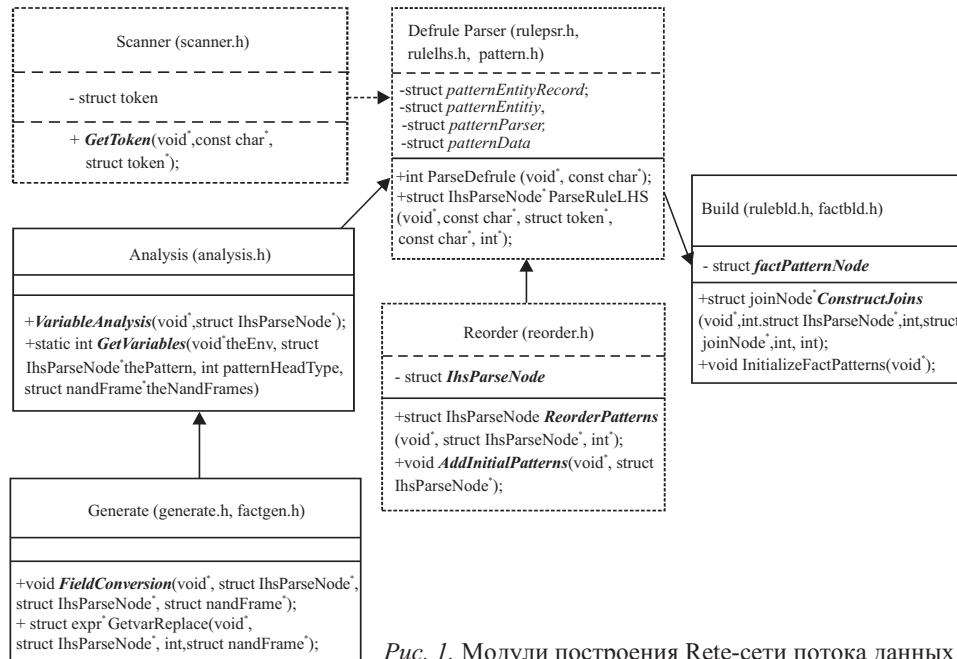 Scanner (scanner.h)
- struct token
+ GetToken(void*,const char*,
struct token*);
Defrule Parser (rulepsr.h,
rulelhs.h, pattern.h)
-struct patternEntityRecord;
-struct patternEntitiy,
-struct patternParser,
-struct patternData
+int ParseDefrule (void*, const char*);
+struct IhsParseNode*ParseRuleLHS
(void*,const char*, struct token*,
const char*, int*);
Build (rulebld.h, factbld.h)
- struct factPatternNode
+struct joinNode*ConstructJoins
(void*,int.struct IhsParseNode*,int,struct
joinNode*,int, int);
+void InitializeFactPatterns(void*);
Analysis (analysis.h)
+VariableAnalysis(void*,struct IhsParseNode*);
+static int GetVariables(void*theEnv, struct
IhsParseNode*thePattern, int patternHeadType,
struct nandFrame*theNandFrames)
Reorder (reorder.h)
- struct IhsParseNode
+struct IhsParseNode ReorderPatterns
(void*, struct IhsParseNode*, int*);
+void AddInitialPatterns(void*, struct
IhsParseNode*);
Generate (generate.h, factgen.h)
+void FieldConversion(void*, struct IhsParseNode*,
struct IhsParseNode*, struct nandFrame*);
+ struct expr*GetvarReplace(void*,
struct IhsParseNode*, int,struct nandFrame*);
Рис. 1. Модули построения Rete-сети потока данных